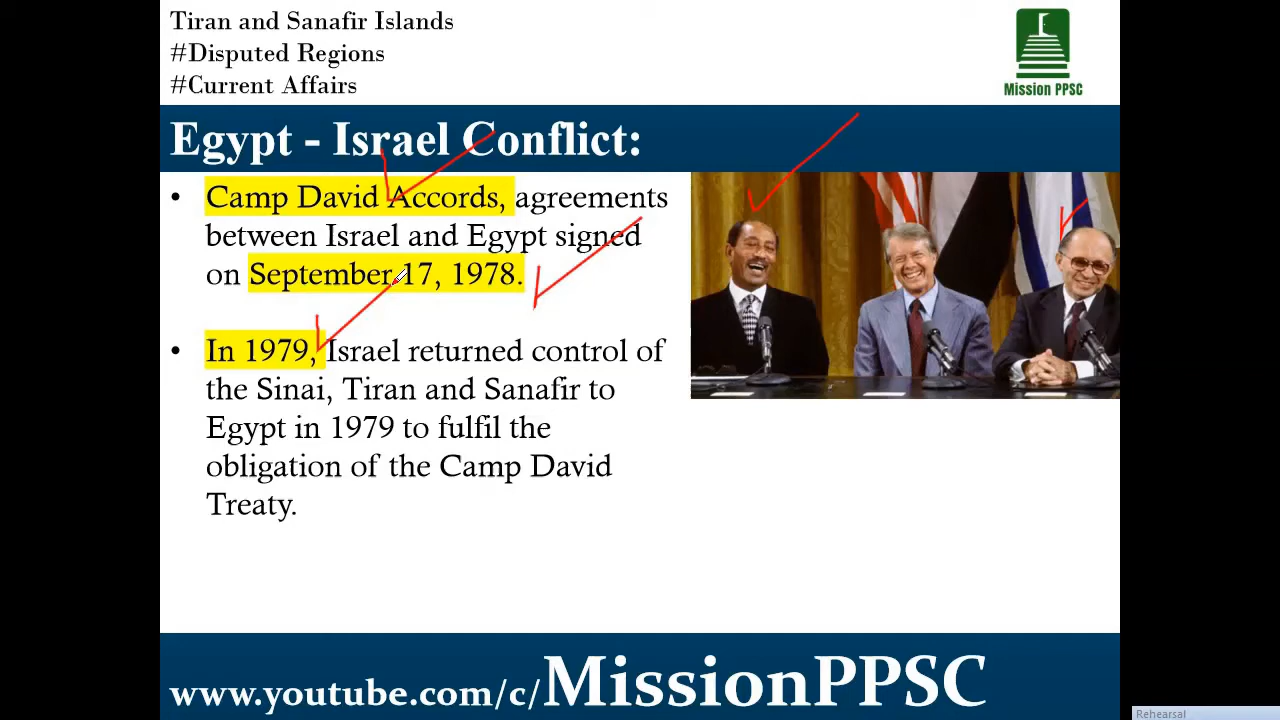 Tiran and Sanafir Islands
#Disputed Regions
#Current Affairs
Mission PPSC
Egypt - Israel Conflict:
• Camp David Accords, agreements
between Israel and Egypt signed
on September 17, 1978.
• In 1979, Israel returned control of
the Sinai, Tiran and Sanafir to
Egypt in 1979 to fulfil the
obligation of the Camp David
Treaty.
www.youtube.com/c/MissionPPSC
Rehearsal